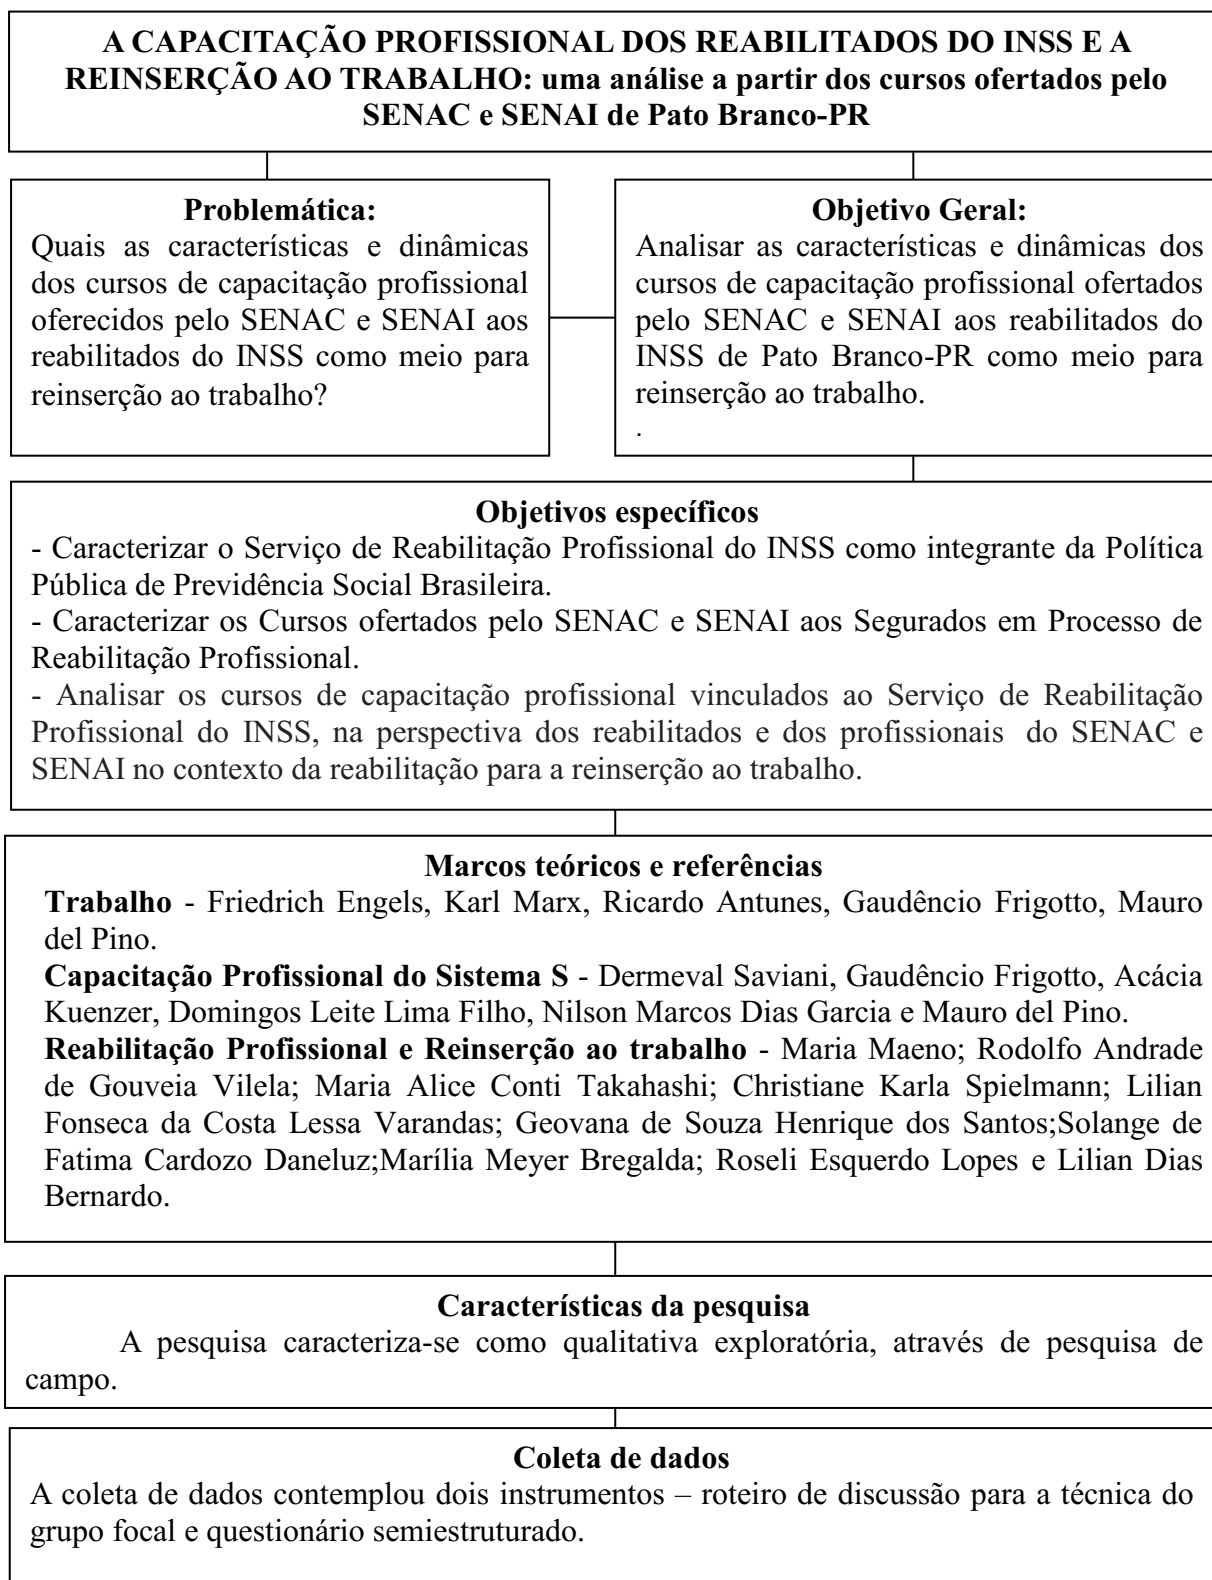 A CAPACITAÇÃO PROFISSIONAL DOS REABILITADOS DO INSS E A
REINSERÇÃO AO TRABALHO: uma análise a partir dos cursos ofertados pelo
SENAC e SENAI de Pato Branco-PR
Problemática:
Quais as características e dinâmicas
dos cursos de capacitação profissional
oferecidos pelo SENAC e SENAI aos
reabilitados do INSS como meio para
reinserção ao trabalho?
Objetivo Geral:
Analisar as características e dinâmicas dos
cursos de capacitação profissional ofertados
pelo SENAC e SENAI aos reabilitados do
INSS de Pato Branco-PR como meio para
reinserção ao trabalho.
.
Objetivos específicos
- Caracterizar o Serviço de Reabilitação Profissional do INSS como integrante da Política
Pública de Previdência Social Brasileira.
- Caracterizar os Cursos ofertados pelo SENAC e SENAI aos Segurados em Processo de
Reabilitação Profissional.
- Analisar os cursos de capacitação profissional vinculados ao Serviço de Reabilitação
Profissional do INSS, na perspectiva dos reabilitados e dos profissionais do SENAC e
SENAI no contexto da reabilitação para a reinserção ao trabalho.
Marcos teóricos e referências
Trabalho - Friedrich Engels, Karl Marx, Ricardo Antunes, Gaudêncio Frigotto, Mauro
del Pino.
Capacitação Profissional do Sistema S - Dermeval Saviani, Gaudêncio Frigotto, Acácia
Kuenzer, Domingos Leite Lima Filho, Nilson Marcos Dias Garcia e Mauro del Pino.
Reabilitação Profissional e Reinserção ao trabalho - Maria Maeno; Rodolfo Andrade
de Gouveia Vilela; Maria Alice Conti Takahashi; Christiane Karla Spielmann; Lilian
Fonseca da Costa Lessa Varandas; Geovana de Souza Henrique dos Santos;Solange de
Fatima Cardozo Daneluz;Marília Meyer Bregalda; Roseli Esquerdo Lopes e Lilian Dias
Bernardo.
Características da pesquisa
A pesquisa caracteriza-se como qualitativa exploratória, através de pesquisa de
campo.
Coleta de dados
A coleta de dados contemplou dois instrumentos – roteiro de discussão para a técnica do
grupo focal e questionário semiestruturado.